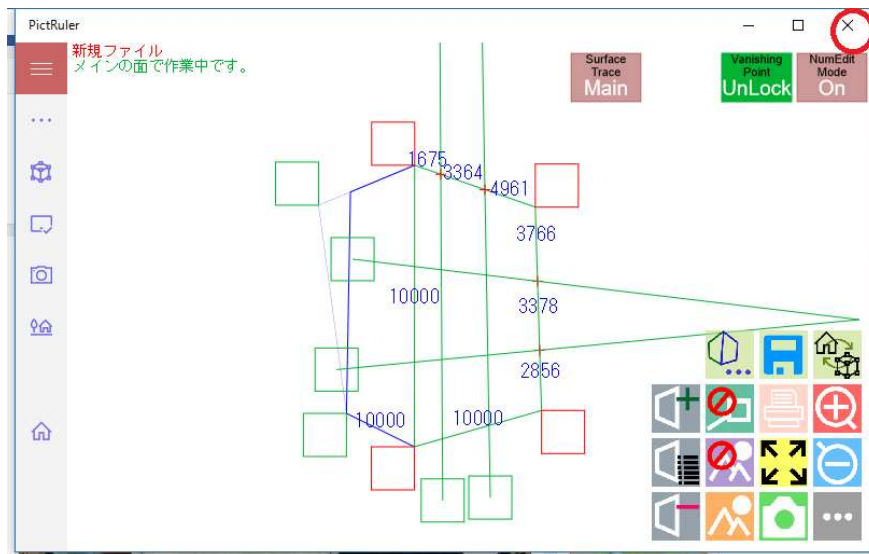 PictRuler
新規ファイル
メインの面で作業中です。
Surface
Trace
Main
Vanishing
Point
UnLock
NumEdit
Mode
On
1675
3364
4961
3766
10000
3378
2856
10000
10000